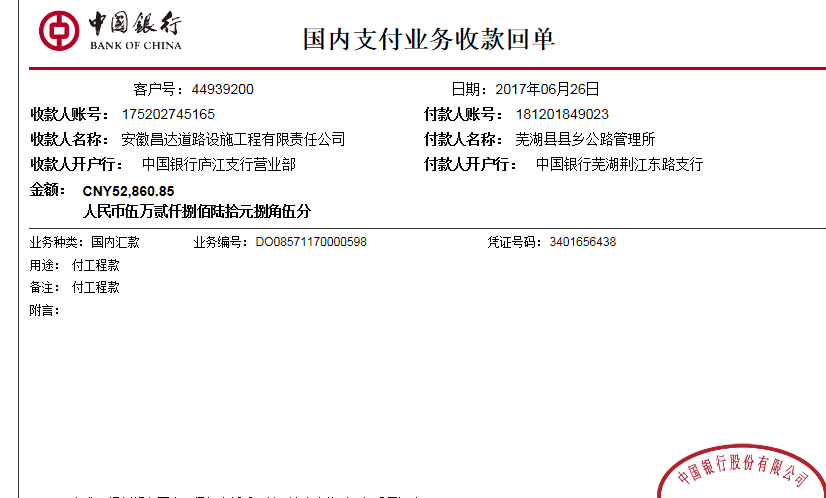 中国银行
BANK OF CHINA
国内支付业务收款回单
客户号：44939200 日期：2017年06月26日
收款人账号：175202745165 付款人账号：181201849023
收款人名称：安徽昌达道路设施工程有限责任公司 付款人名称：芜湖县县乡公路管理所
收款人开户行：中国银行庐江支行营业部 付款人开户行：中国银行芜湖荆江东路支行
金额：CNY52,860.85
人民币伍万贰仟捌佰陆拾元捌角伍分
业务种类：国内汇款 业务编号：DO08571170000598 凭证号码：3401656438
用途：付工程款
备注：付工程款
附言：
中国银行股份有限公司